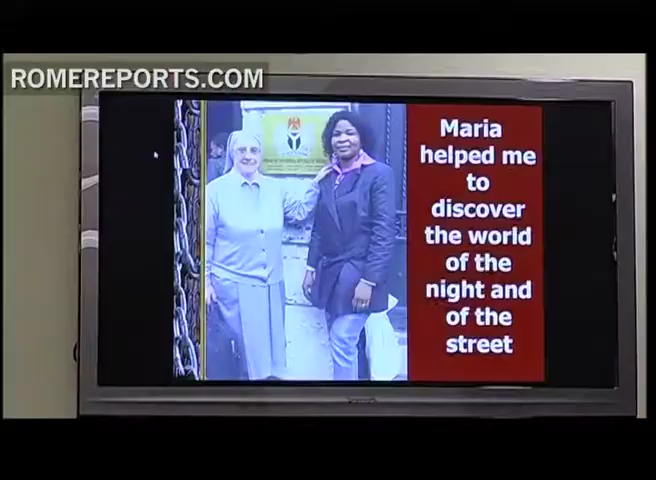 ROMEREPORTS.COM
Maria
helped me
to
discover
the world
of the
night and
of the
street